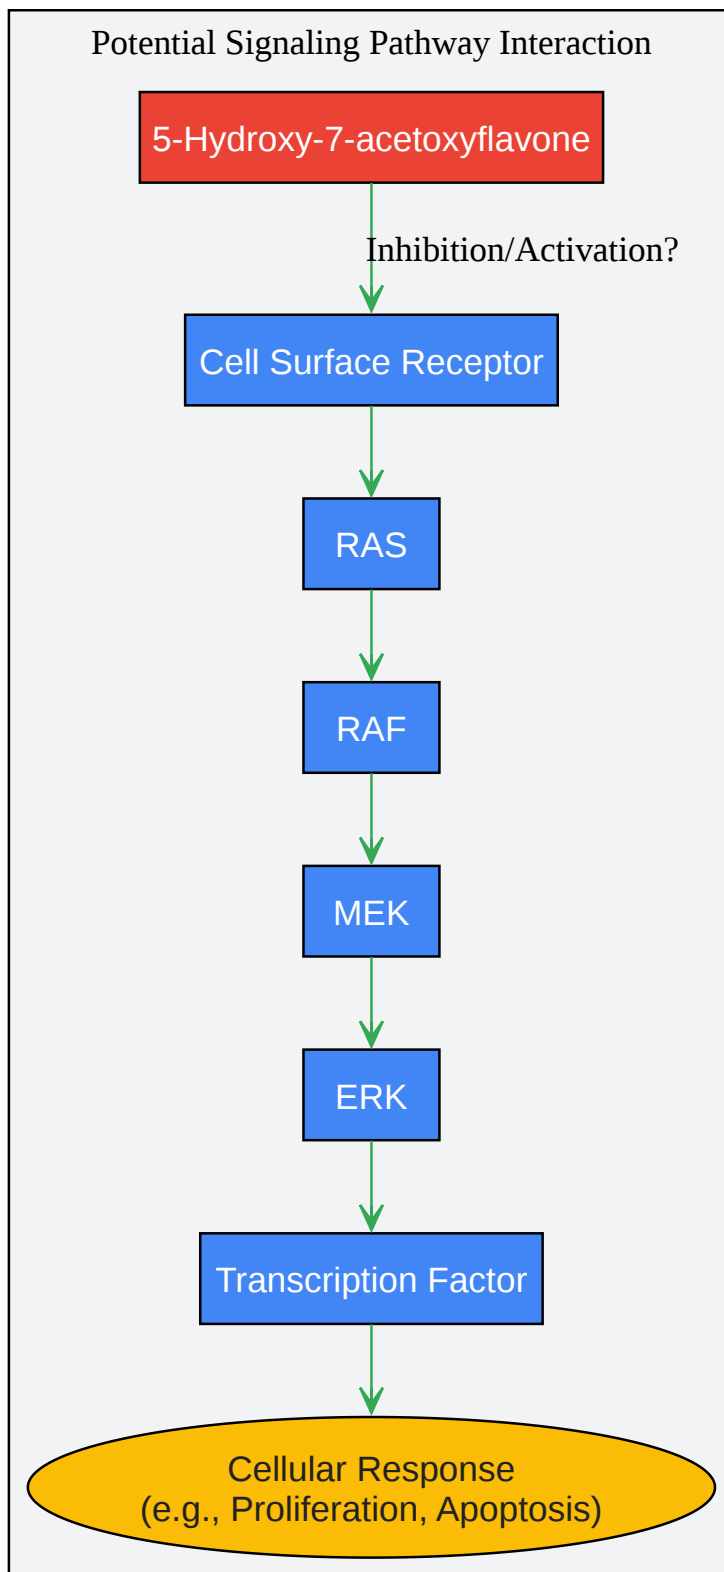 Potential Signaling Pathway Interaction
5-Hydroxy-7-acetoxyflavone
Inhibition/Activation?
Cell Surface Receptor
RAS
RAF
MEK
ERK
Transcription Factor
Cellular Response
(e.g., Proliferation, Apoptosis)